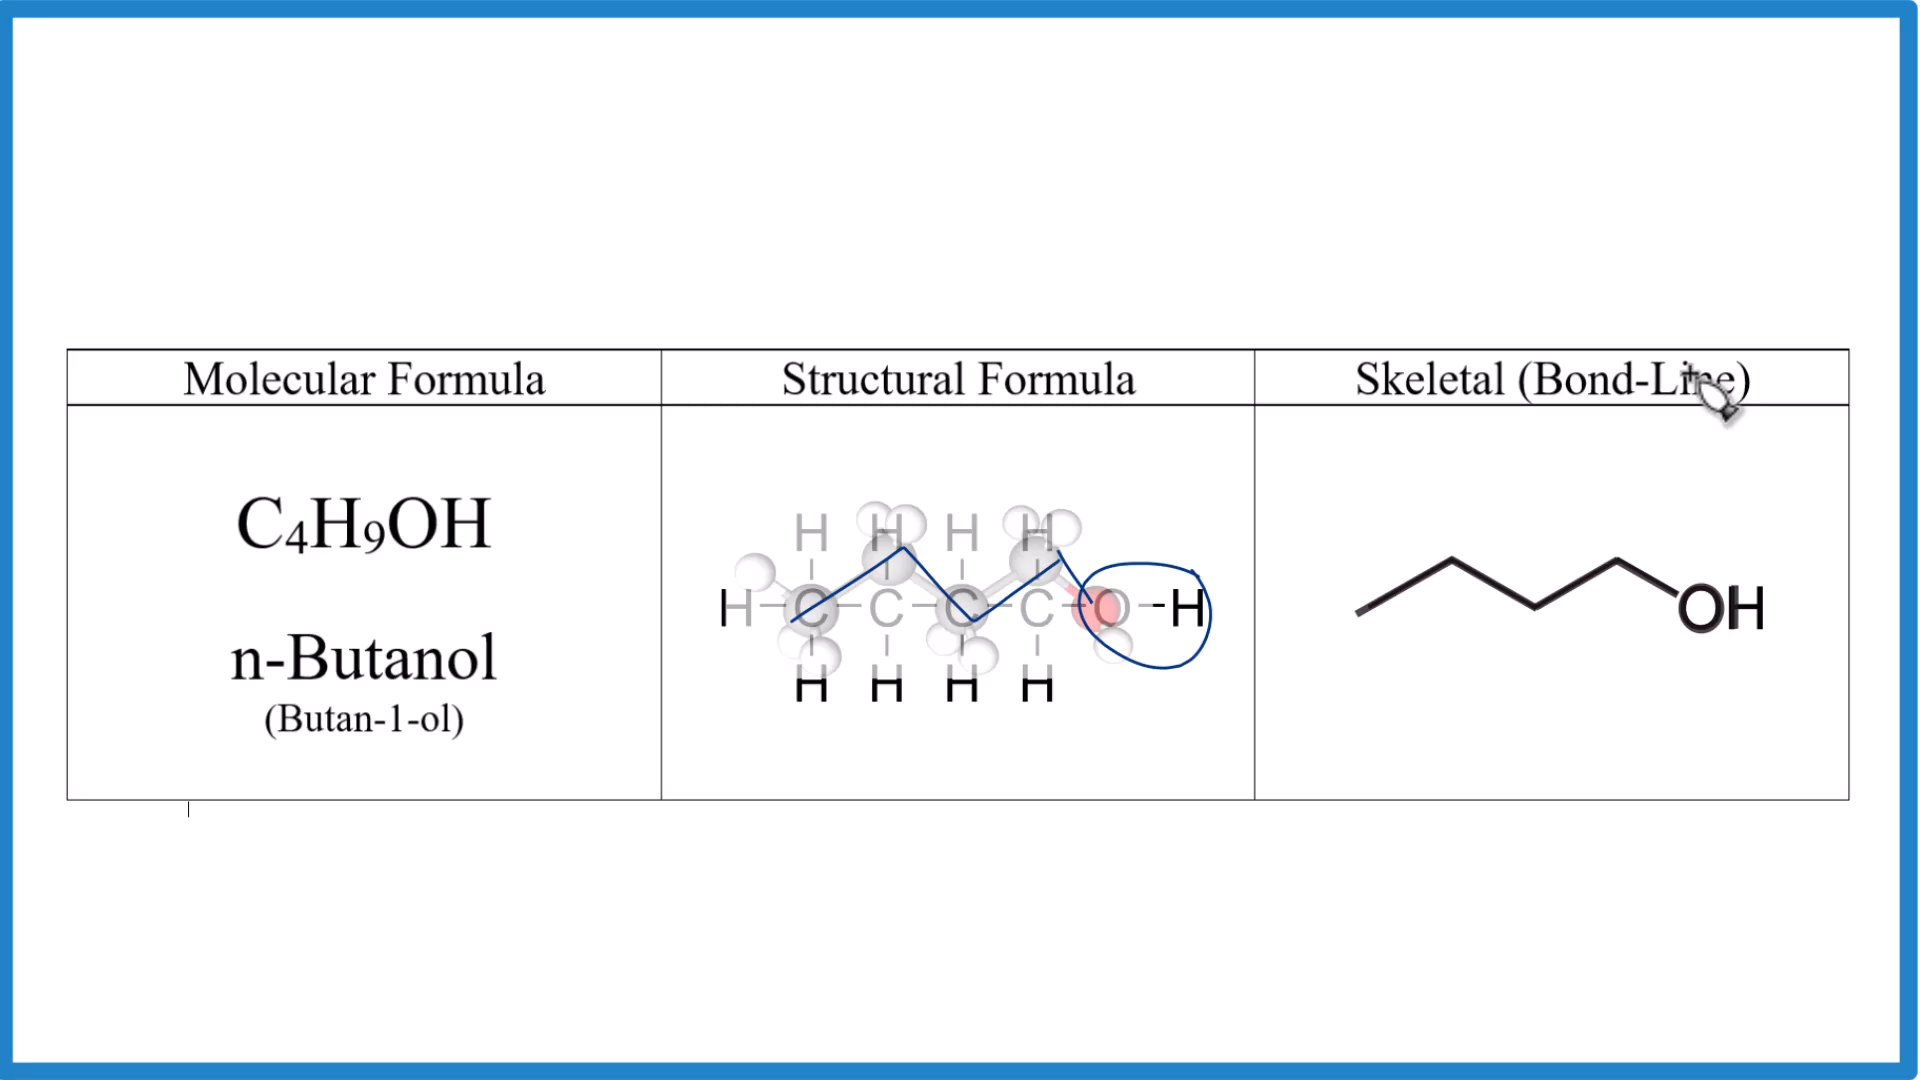 Molecular Formula
Structural Formula
Skeletal (Bond-Line)
C₄H₉OH
n-Butanol
(Butan-1-ol)
H H H H
H-C-C-C-C-O-H
H H H H
OH